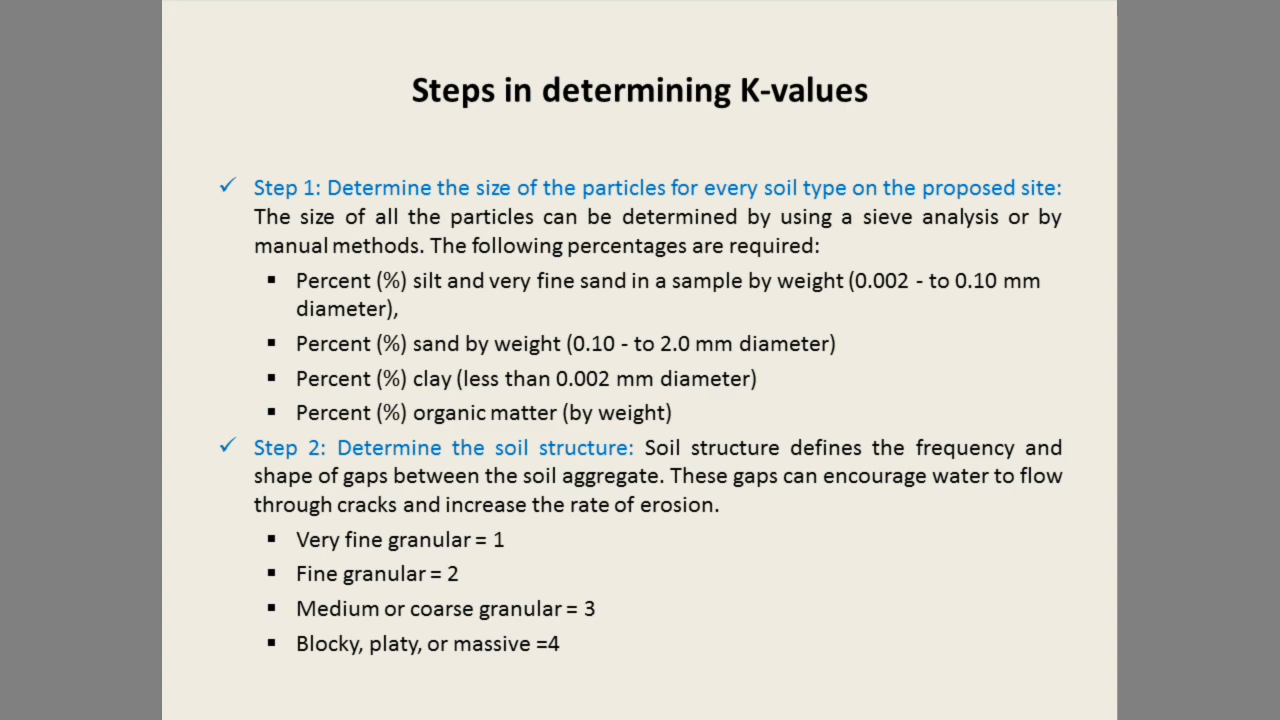 Steps in determining K-values
✓ Step 1: Determine the size of the particles for every soil type on the proposed site:
The size of all the particles can be determined by using a sieve analysis or by
manual methods. The following percentages are required:
▪ Percent (%) silt and very fine sand in a sample by weight (0.002 - to 0.10 mm
diameter),
▪ Percent (%) sand by weight (0.10 - to 2.0 mm diameter)
▪ Percent (%) clay (less than 0.002 mm diameter)
▪ Percent (%) organic matter (by weight)
✓ Step 2: Determine the soil structure: Soil structure defines the frequency and
shape of gaps between the soil aggregate. These gaps can encourage water to flow
through cracks and increase the rate of erosion.
▪ Very fine granular = 1
▪ Fine granular = 2
▪ Medium or coarse granular = 3
▪ Blocky, platy, or massive =4